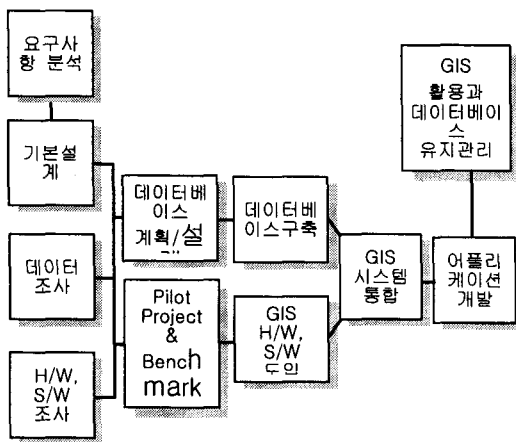 요구사
항 분석
기본설
계
데이터
조사
H/W,
S/W
조사
데이터베
이스
계획/설
Pilot
Project
&
Bench
mark
데이터베
이스구축
GIS
H/W,
S/W
도입
GIS
시스템
통합
어플리
케이션
개발
GIS
활용과
데이터베이
스
유지관리